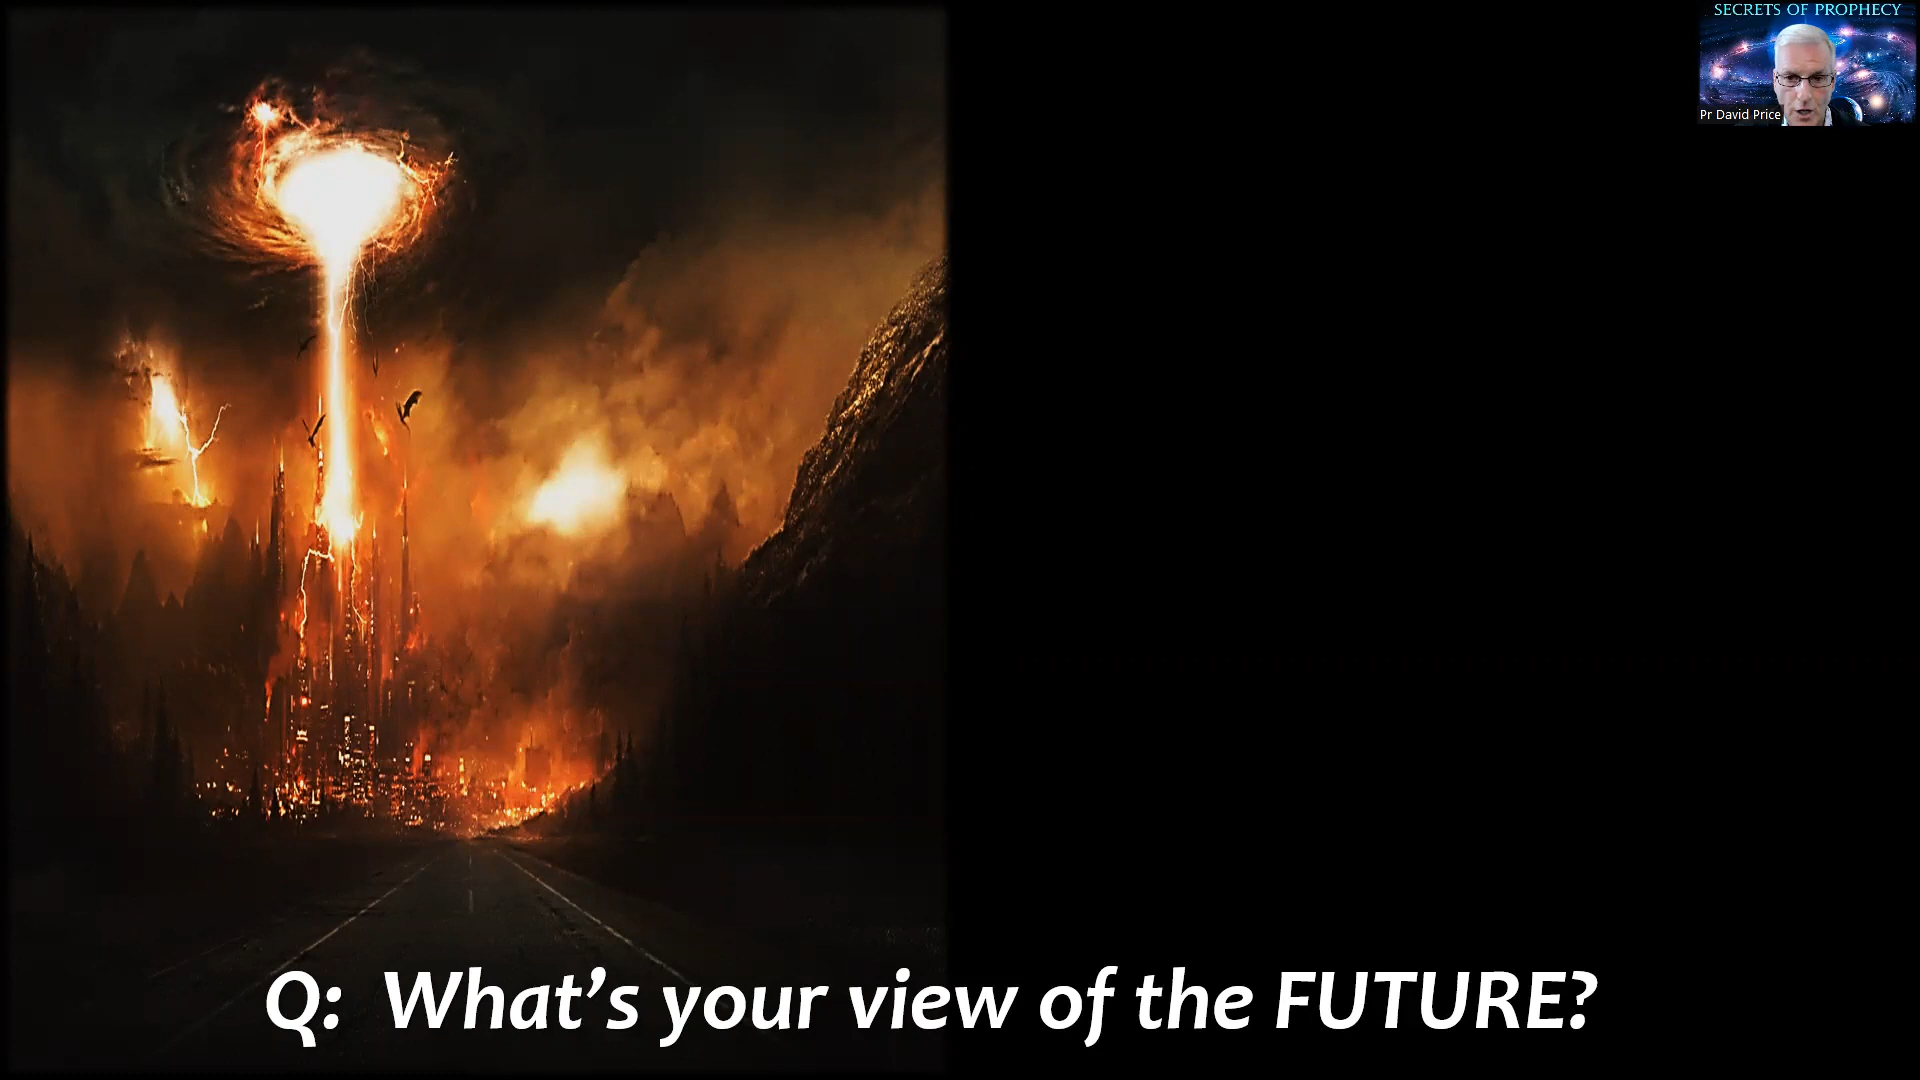 SECRETS OF PROPHECY
Pr David Price
Q:  What’s your view of the FUTURE?